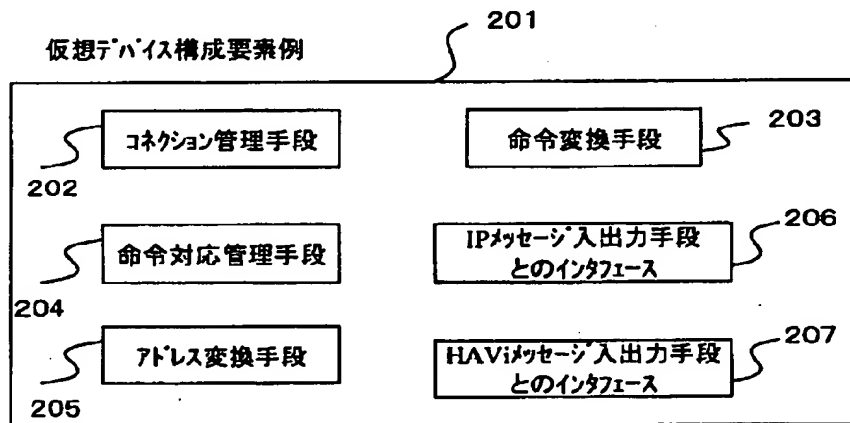 201
仮想デバイス構成要素例
コネクション管理手段
命令変換手段
203
202
命令対応管理手段
IPメッセージ入出力手段
とのインタフェース
206
204
アドレス変換手段
HAViメッセージ入出力手段
とのインタフェース
207
205